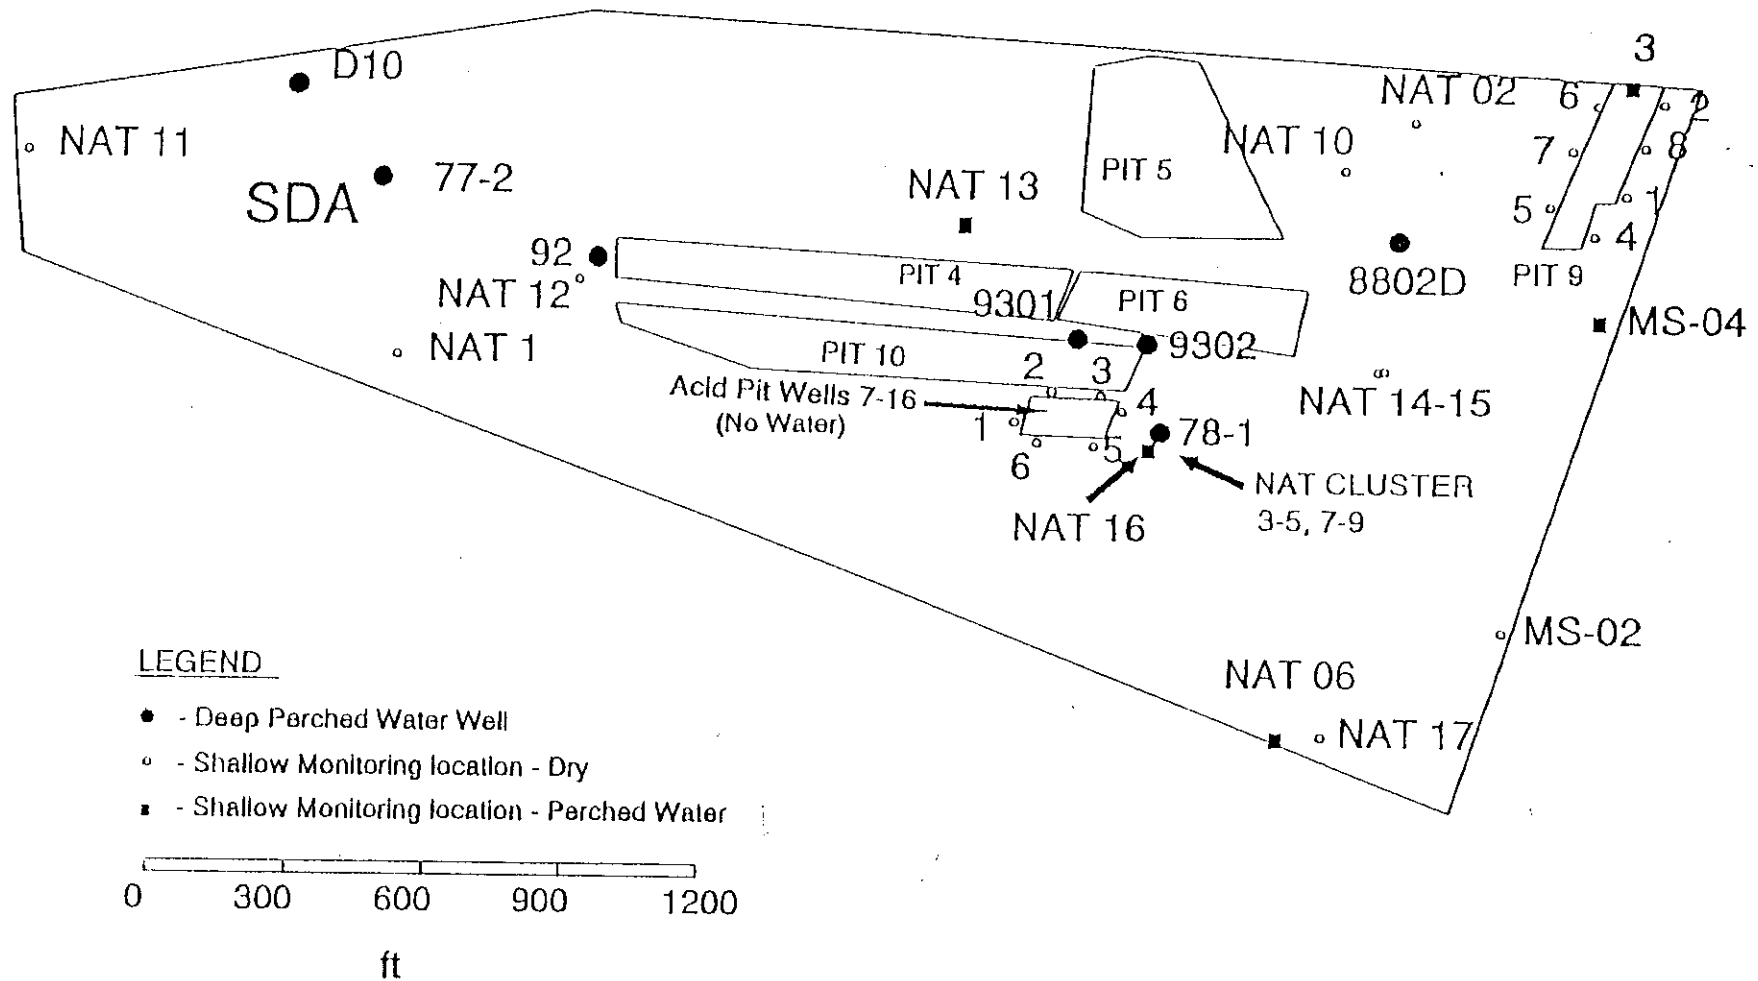 3
D10
NAT 02
6
2
NAT 11
NAT 10
7
8
PIT 5
77-2
NAT 13
SDA
5
1
4
92
PIT 4
PIT 9
NAT 12
9301
PIT 6
8802D
MS-04
NAT 1
PIT 10
9302
2
3
Acid Pit Wells 7-16
(No Water)
NAT 14-15
4
1
78-1
5
6
NAT CLUSTER
3-5, 7-9
NAT 16
MS-02
NAT 06
NAT 17
LEGEND
- Deep Perched Water Well
- Shallow Monitoring location - Dry
- Shallow Monitoring location - Perched Water
0 300 600 900 1200
ft